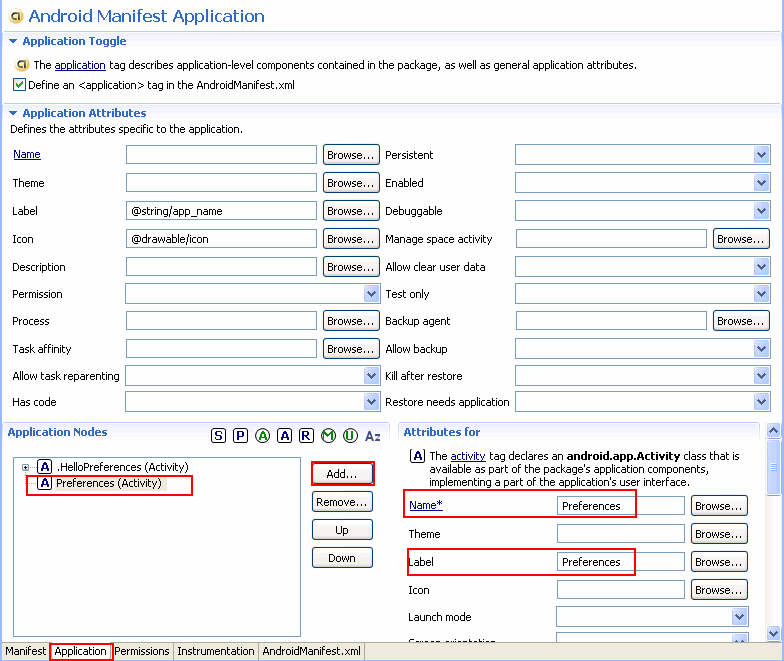 Android Manifest Application
Application Toggle
The application tag describes application-level components contained in the package, as well as general application attributes.
Define an <application> tag in the AndroidManifest.xml
Application Attributes
Defines the attributes specific to the application.
Name Browse... Persistent
Theme Browse... Enabled
Label @string/app_name Browse... Debuggable
Icon @drawable/icon Browse... Manage space activity Browse...
Description Browse... Allow clear user data
Permission Test only
Process Browse... Backup agent Browse...
Task affinity Browse... Allow backup
Allow task reparenting Kill after restore
Has code Restore needs application
Application Nodes
S P A A R M U Az
A .HelloPreferences (Activity)
A Preferences (Activity)
Add...
Remove...
Up
Down
Attributes for
A The activity tag declares an android.app.Activity class that is
available as part of the package's application components,
implementing a part of the application's user interface.
Name* Preferences Browse...
Theme Browse...
Label Preferences Browse...
Icon Browse...
Launch mode
Screen orientation
Manifest Application Permissions Instrumentation AndroidManifest.xml